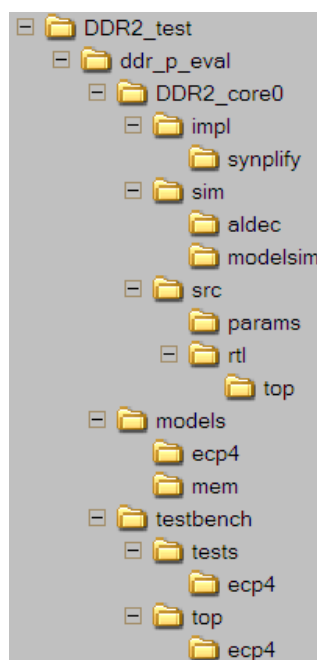 DDR2_test
ddr_p_eval
DDR2_core0
impl
synplify
sim
aldec
modelsim
src
params
rtl
top
models
ecp4
mem
testbench
tests
ecp4
top
ecp4